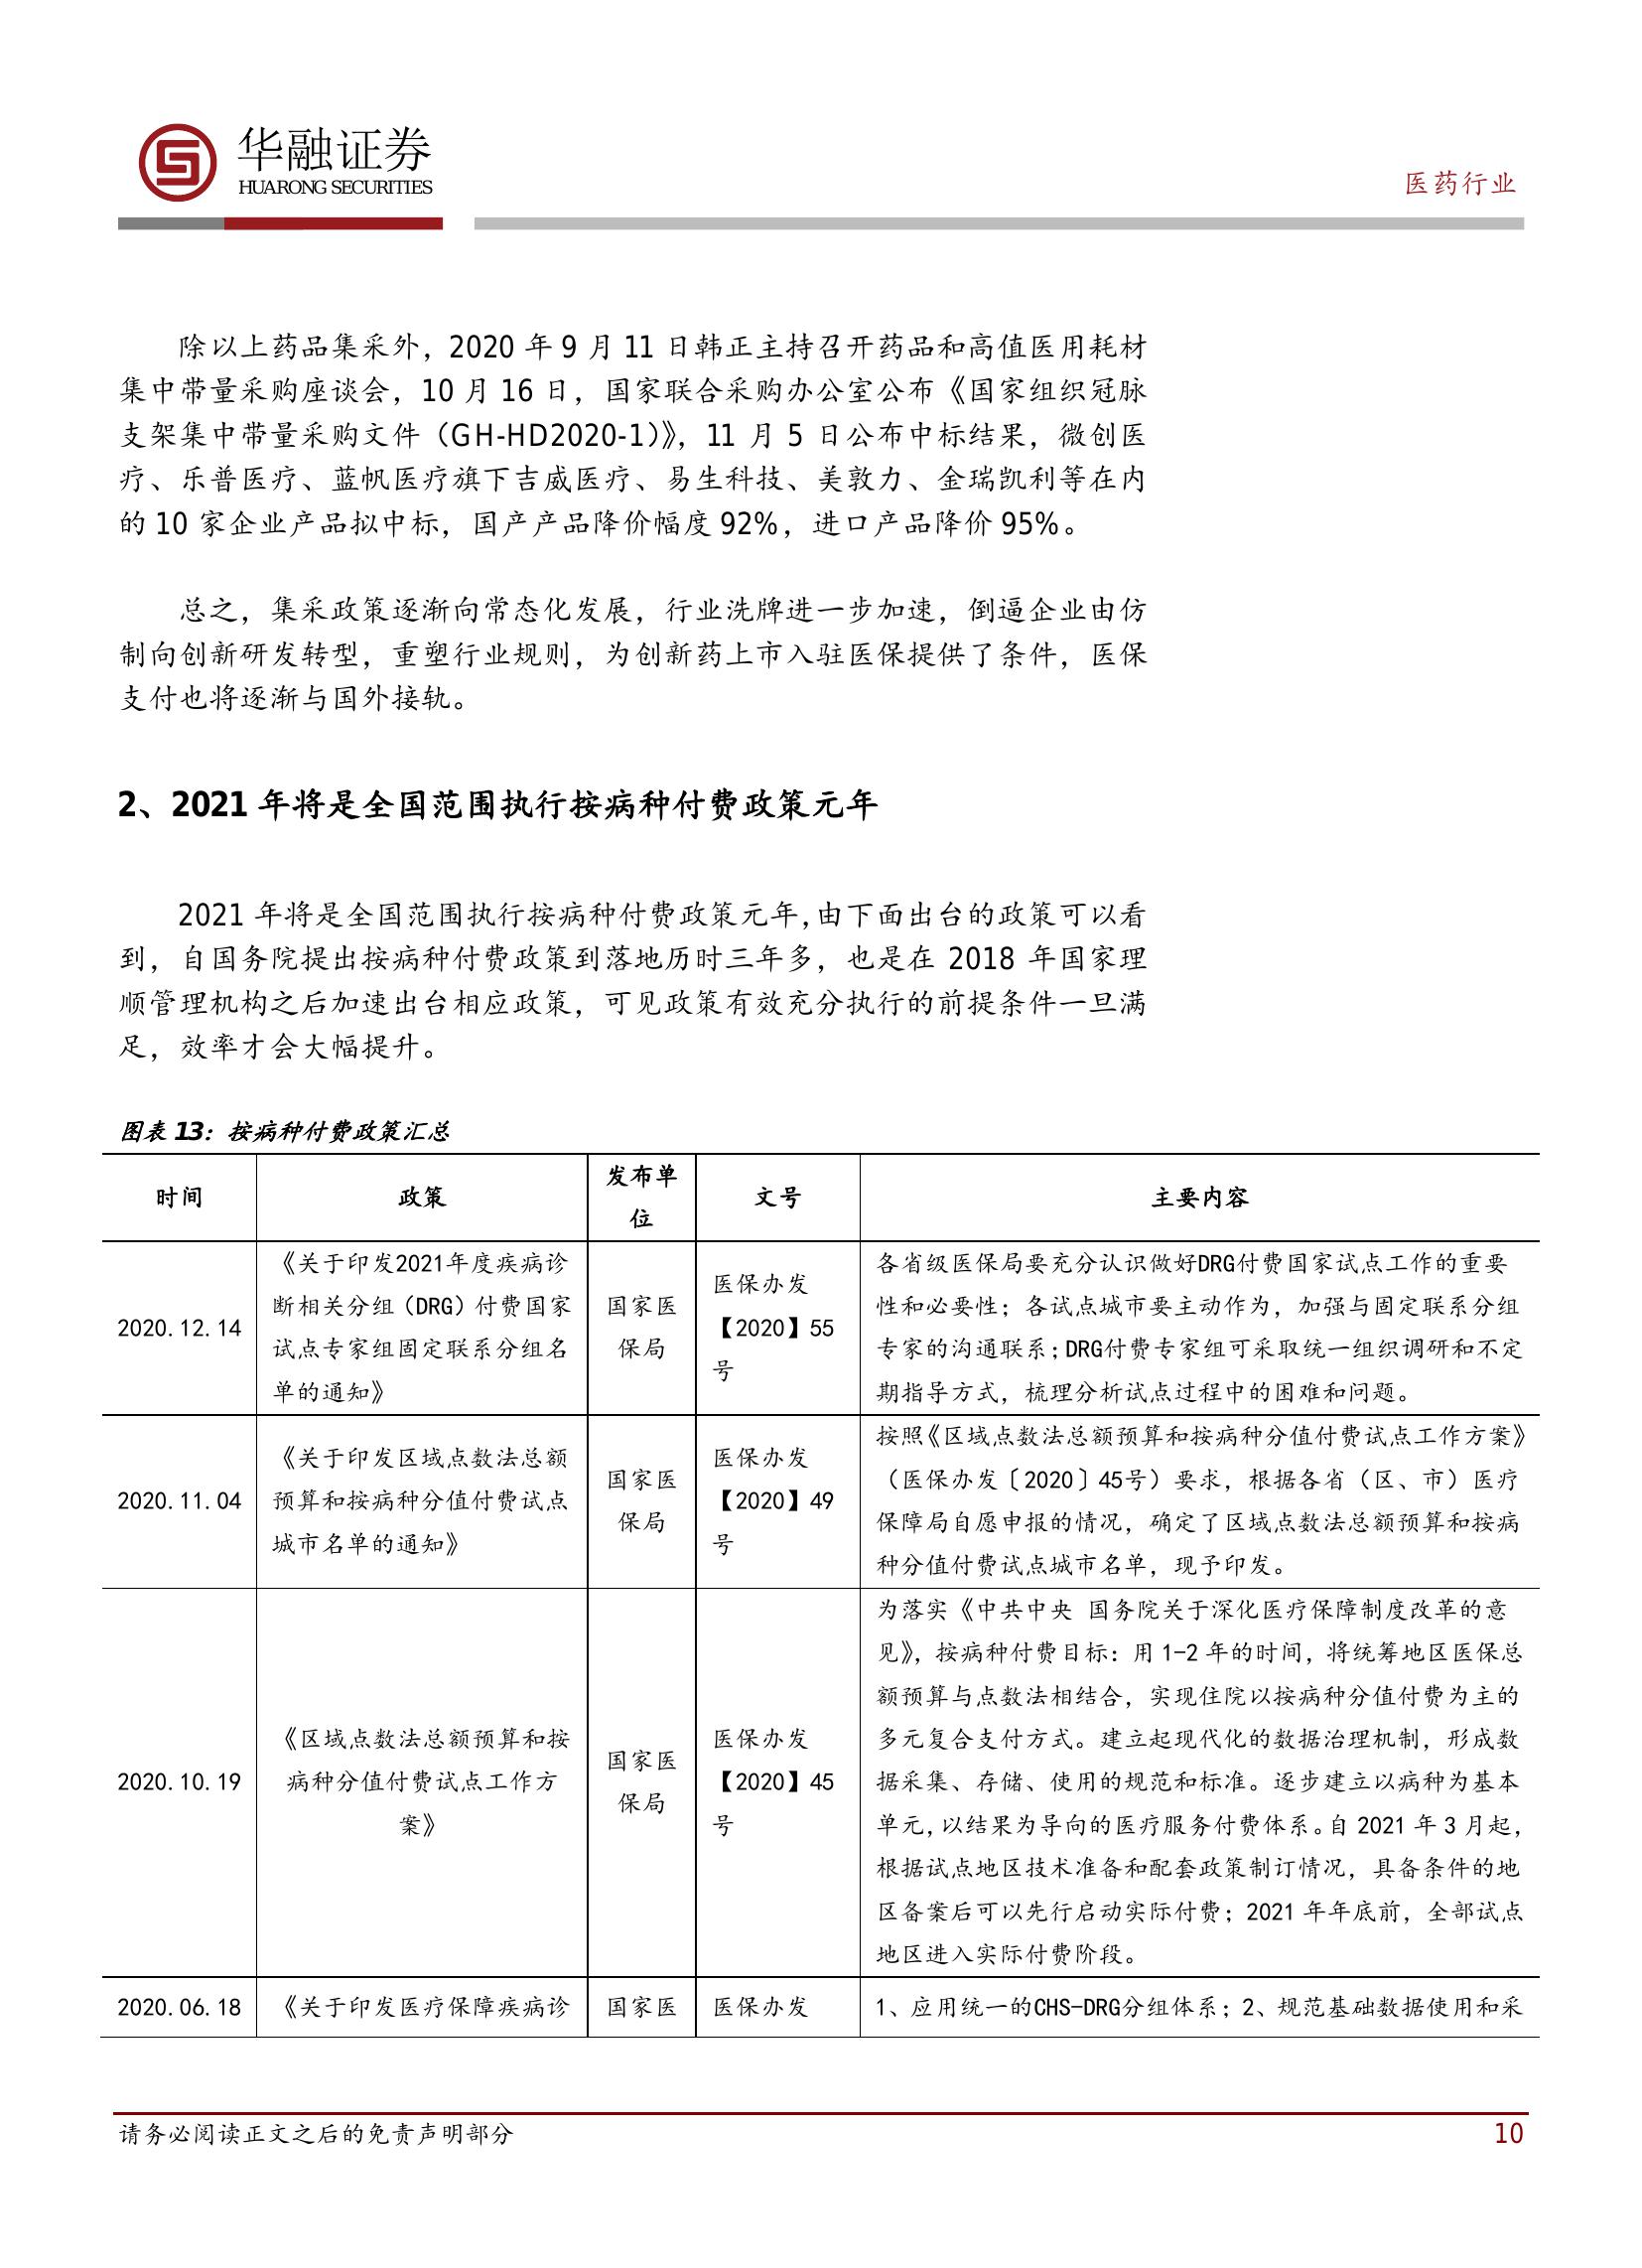 华融证券
HUARONG SECURITIES
医药行业
除以上药品集采外，2020 年 9 月 11 日韩正主持召开药品和高值医用耗材
集中带量采购座谈会，10 月 16 日，国家联合采购办公室公布《国家组织冠脉
支架集中带量采购文件（GH-HD2020-1）》，11 月 5 日公布中标结果，微创医
疗、乐普医疗、蓝帆医疗旗下吉威医疗、易生科技、美敦力、金瑞凯利等在内
的 10 家企业产品拟中标，国产产品降价幅度 92%，进口产品降价 95%。
总之，集采政策逐渐向常态化发展，行业洗牌进一步加速，倒逼企业由仿
制向创新研发转型，重塑行业规则，为创新药上市入驻医保提供了条件，医保
支付也将逐渐与国外接轨。
2、2021 年将是全国范围执行按病种付费政策元年
2021 年将是全国范围执行按病种付费政策元年,由下面出台的政策可以看
到，自国务院提出按病种付费政策到落地历时三年多，也是在 2018 年国家理
顺管理机构之后加速出台相应政策，可见政策有效充分执行的前提条件一旦满
足，效率才会大幅提升。
图表 13：按病种付费政策汇总
时间
政策
发布单
位
文号
主要内容
2020.12.14
《关于印发2021年度疾病诊
断相关分组（DRG）付费国家
试点专家组固定联系分组名
单的通知》
国家医
保局
医保办发
【2020】55
号
各省级医保局要充分认识做好DRG付费国家试点工作的重要
性和必要性；各试点城市要主动作为，加强与固定联系分组
专家的沟通联系;DRG付费专家组可采取统一组织调研和不定
期指导方式，梳理分析试点过程中的困难和问题。
2020.11.04
《关于印发区域点数法总额
预算和按病种分值付费试点
城市名单的通知》
国家医
保局
医保办发
【2020】49
号
按照《区域点数法总额预算和按病种分值付费试点工作方案》
（医保办发〔2020〕45号）要求，根据各省（区、市）医疗
保障局自愿申报的情况，确定了区域点数法总额预算和按病
种分值付费试点城市名单，现予印发。
2020.10.19
《区域点数法总额预算和按
病种分值付费试点工作方
案》
国家医
保局
医保办发
【2020】45
号
为落实《中共中央 国务院关于深化医疗保障制度改革的意
见》，按病种付费目标：用 1-2 年的时间，将统筹地区医保总
额预算与点数法相结合，实现住院以按病种分值付费为主的
多元复合支付方式。建立起现代化的数据治理机制，形成数
据采集、存储、使用的规范和标准。逐步建立以病种为基本
单元,以结果为导向的医疗服务付费体系。自 2021 年 3 月起，
根据试点地区技术准备和配套政策制订情况，具备条件的地
区备案后可以先行启动实际付费；2021 年年底前，全部试点
地区进入实际付费阶段。
2020.06.18
《关于印发医疗保障疾病诊
国家医
医保办发
1、应用统一的CHS-DRG分组体系；2、规范基础数据使用和采
请务必阅读正文之后的免责声明部分
10